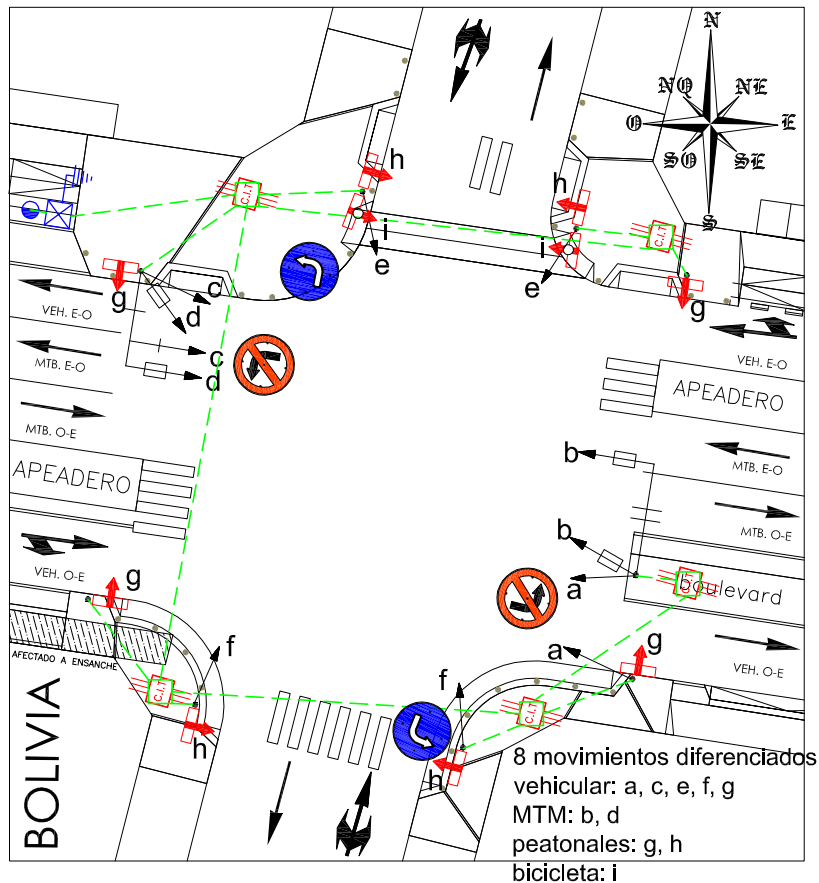 N
NO
NE
O
E
SO
SE
S
h
h
C.I.T
C.I.T
i
i
e
e
g
c
d
g
VEH. E-O
c
d
MTB. E-O
VEH. E-O
APEADERO
MTB. O-E
b
MTB. E-O
APEADERO
b
MTB. O-E
a
boulevard
C.I.T
VEH. O-E
g
f
a
g
VEH. O-E
AFECTADO A ENSANCHE
C.I.T
f
C.I.T
h
h
BOLIVIA
8 movimientos diferenciados
vehicular: a, c, e, f, g
MTM: b, d
peatonales: g, h
bicicleta: i